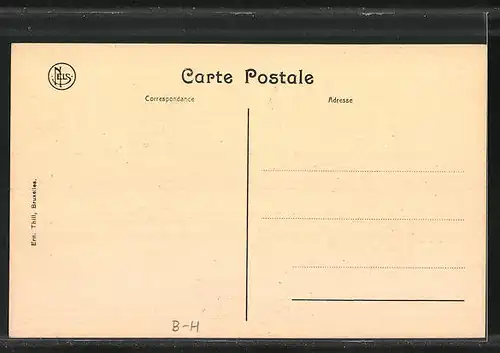 NELS
Carte Postale
Correspondance
Adresse
Ern. Thill, Bruxelles.
B-H